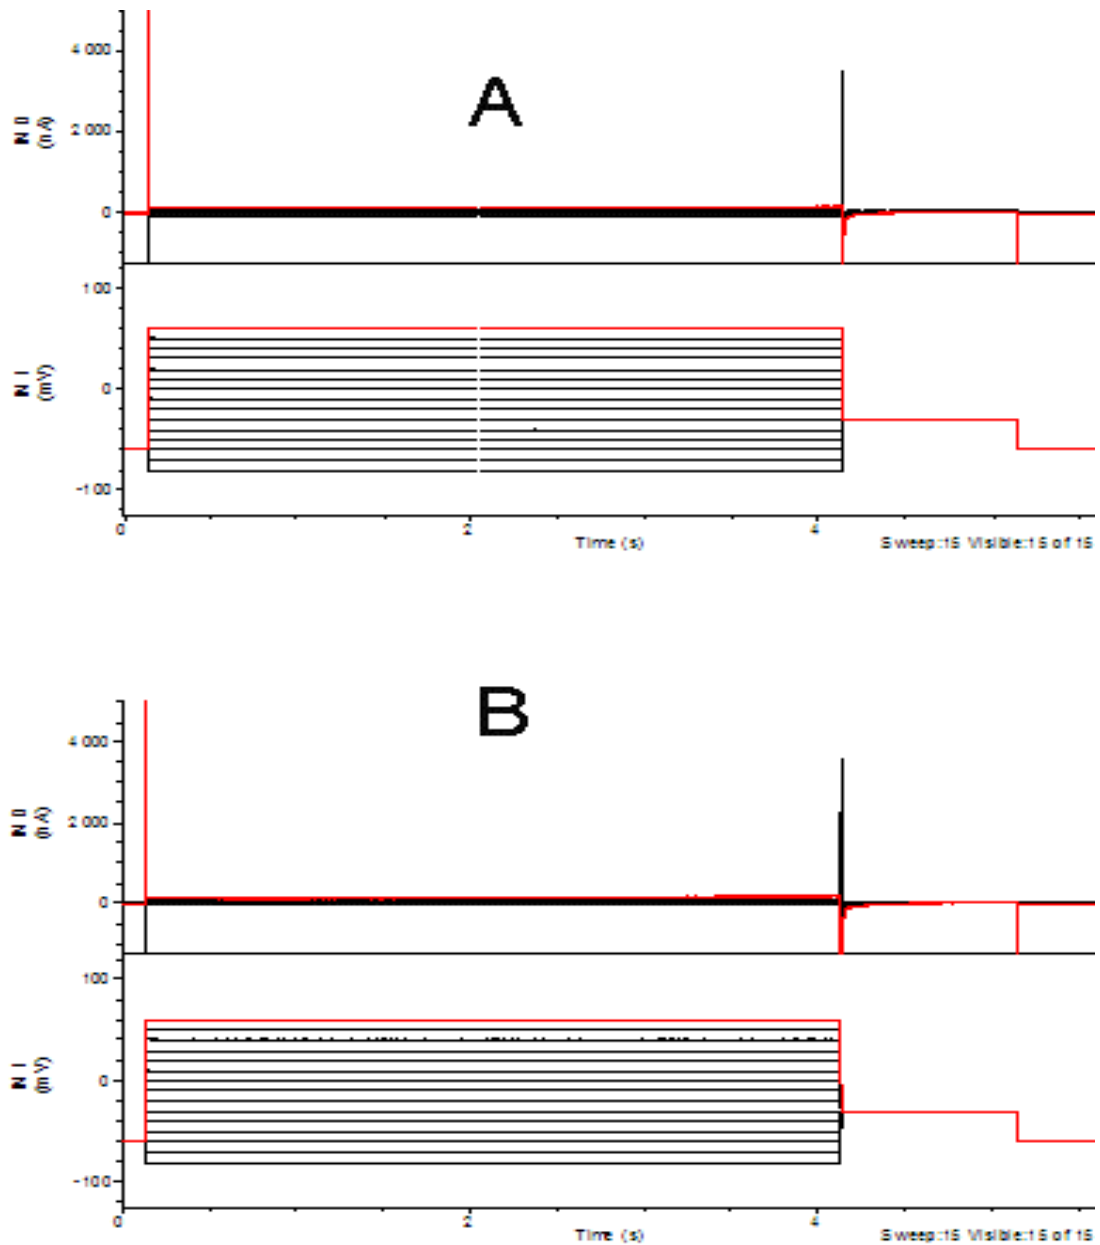 A
4 000
2 000
0
IN 0
(nA)
100
0
-100
IN 1
(mV)
0 2 4
Time (s)
Sweep:15 Visible:15 of 15
B
4 000
2 000
0
IN 0
(nA)
100
0
-100
IN 1
(mV)
0 2 4
Time (s)
Sweep:15 Visible:15 of 15